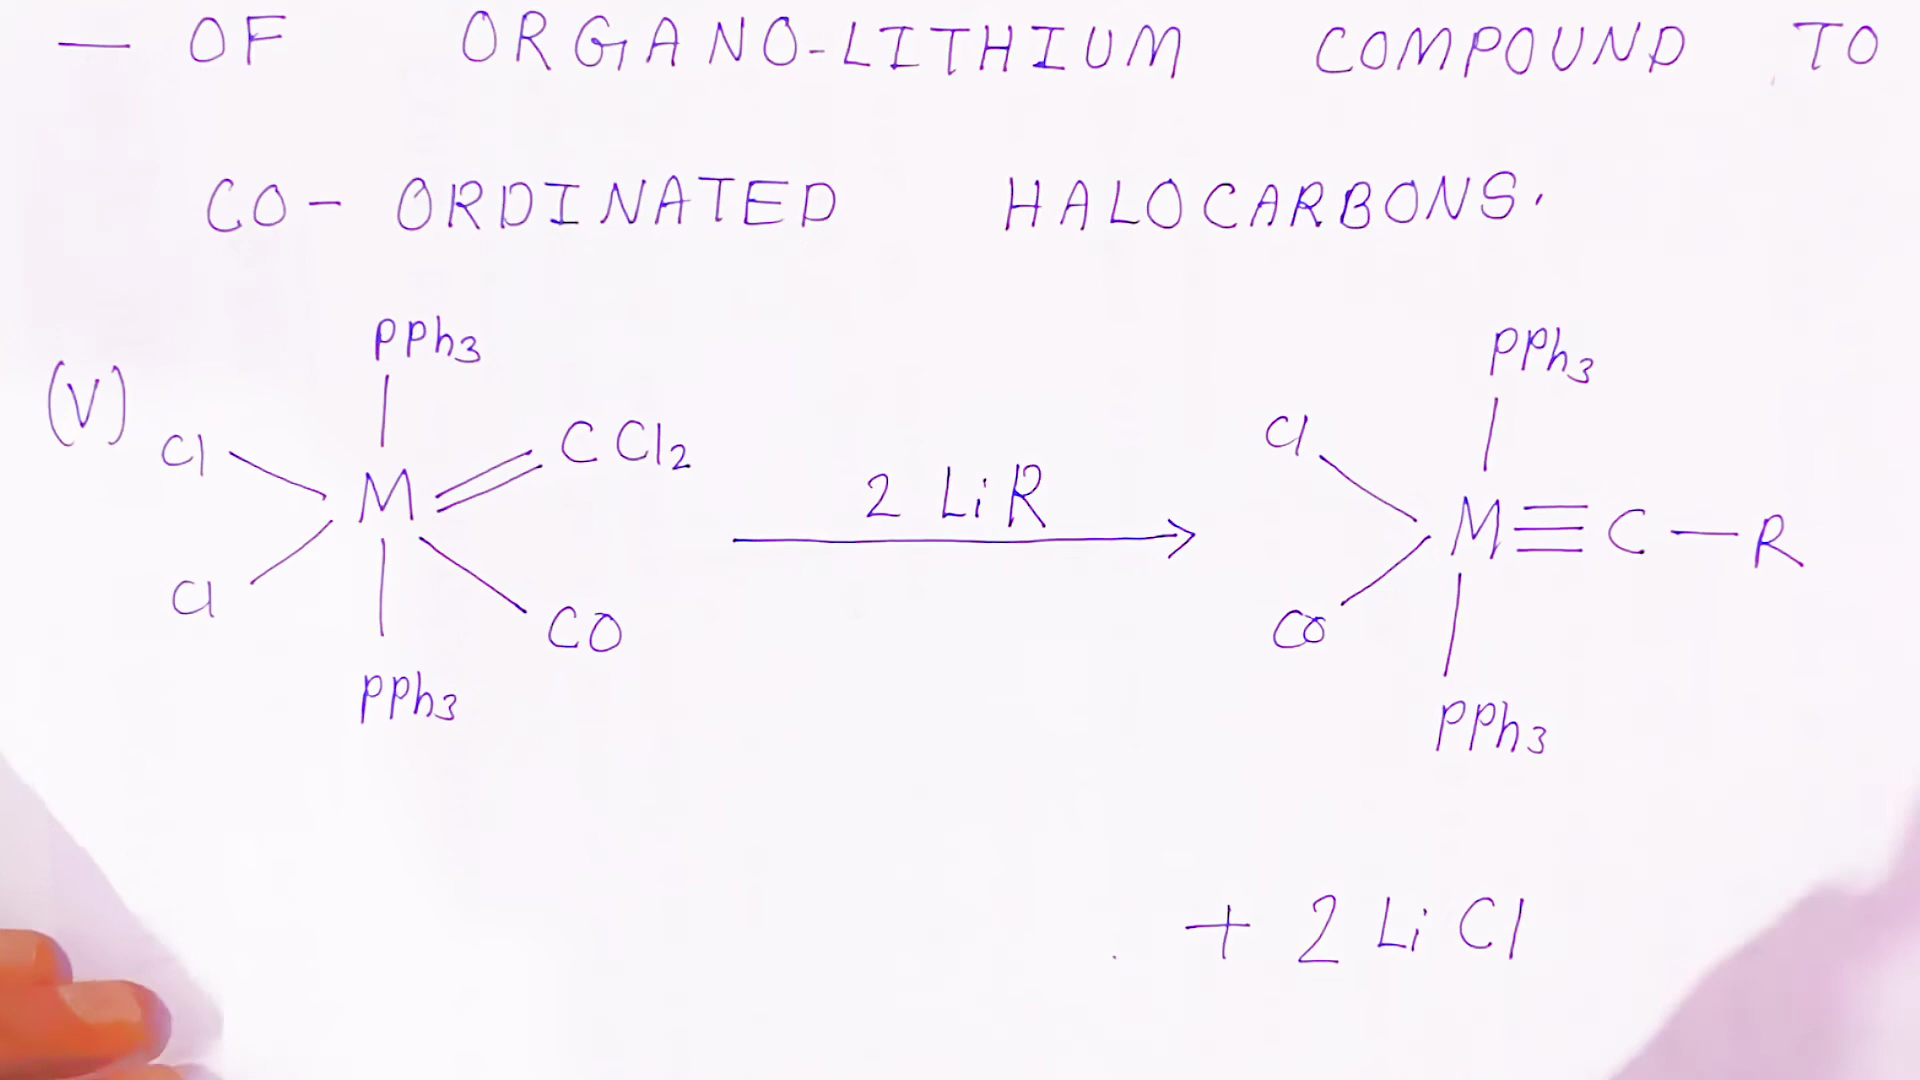 — OF ORGANO-LITHIUM COMPOUND TO
CO-ORDINATED HALOCARBONS.
(V)
PPh3
Cl
M
CCl2
Cl
CO
PPh3
2 LiR
PPh3
Cl
M≡C—R
CO
PPh3
+ 2 LiCl